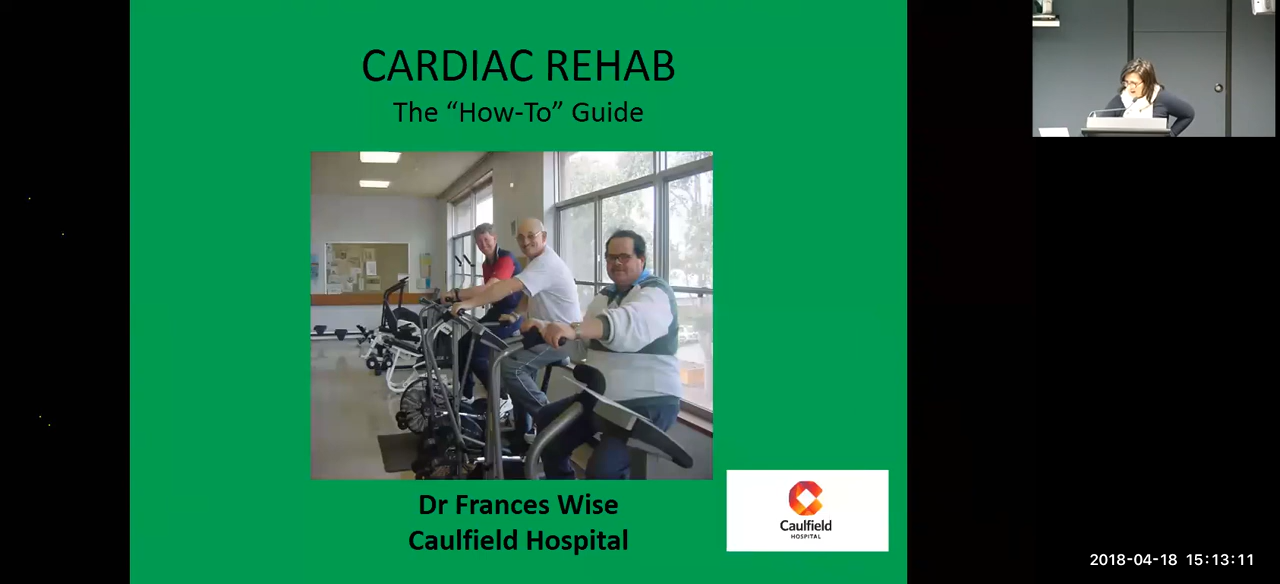 CARDIAC REHAB
The “How-To” Guide
Dr Frances Wise
Caulfield Hospital
Caulfield
HOSPITAL
2018-04-18 15:13:11